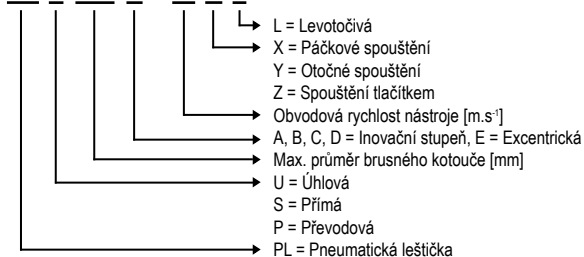 L = Levotočivá
X = Páčkové spouštění
Y = Otočné spouštění
Z = Spouštění tlačítkem
Obvodová rychlost nástroje [m.s⁻¹]
A, B, C, D = Inovační stupeň, E = Excentrická
Max. průměr brusného kotouče [mm]
U = Úhlová
S = Přímá
P = Převodová
PL = Pneumatická leštička